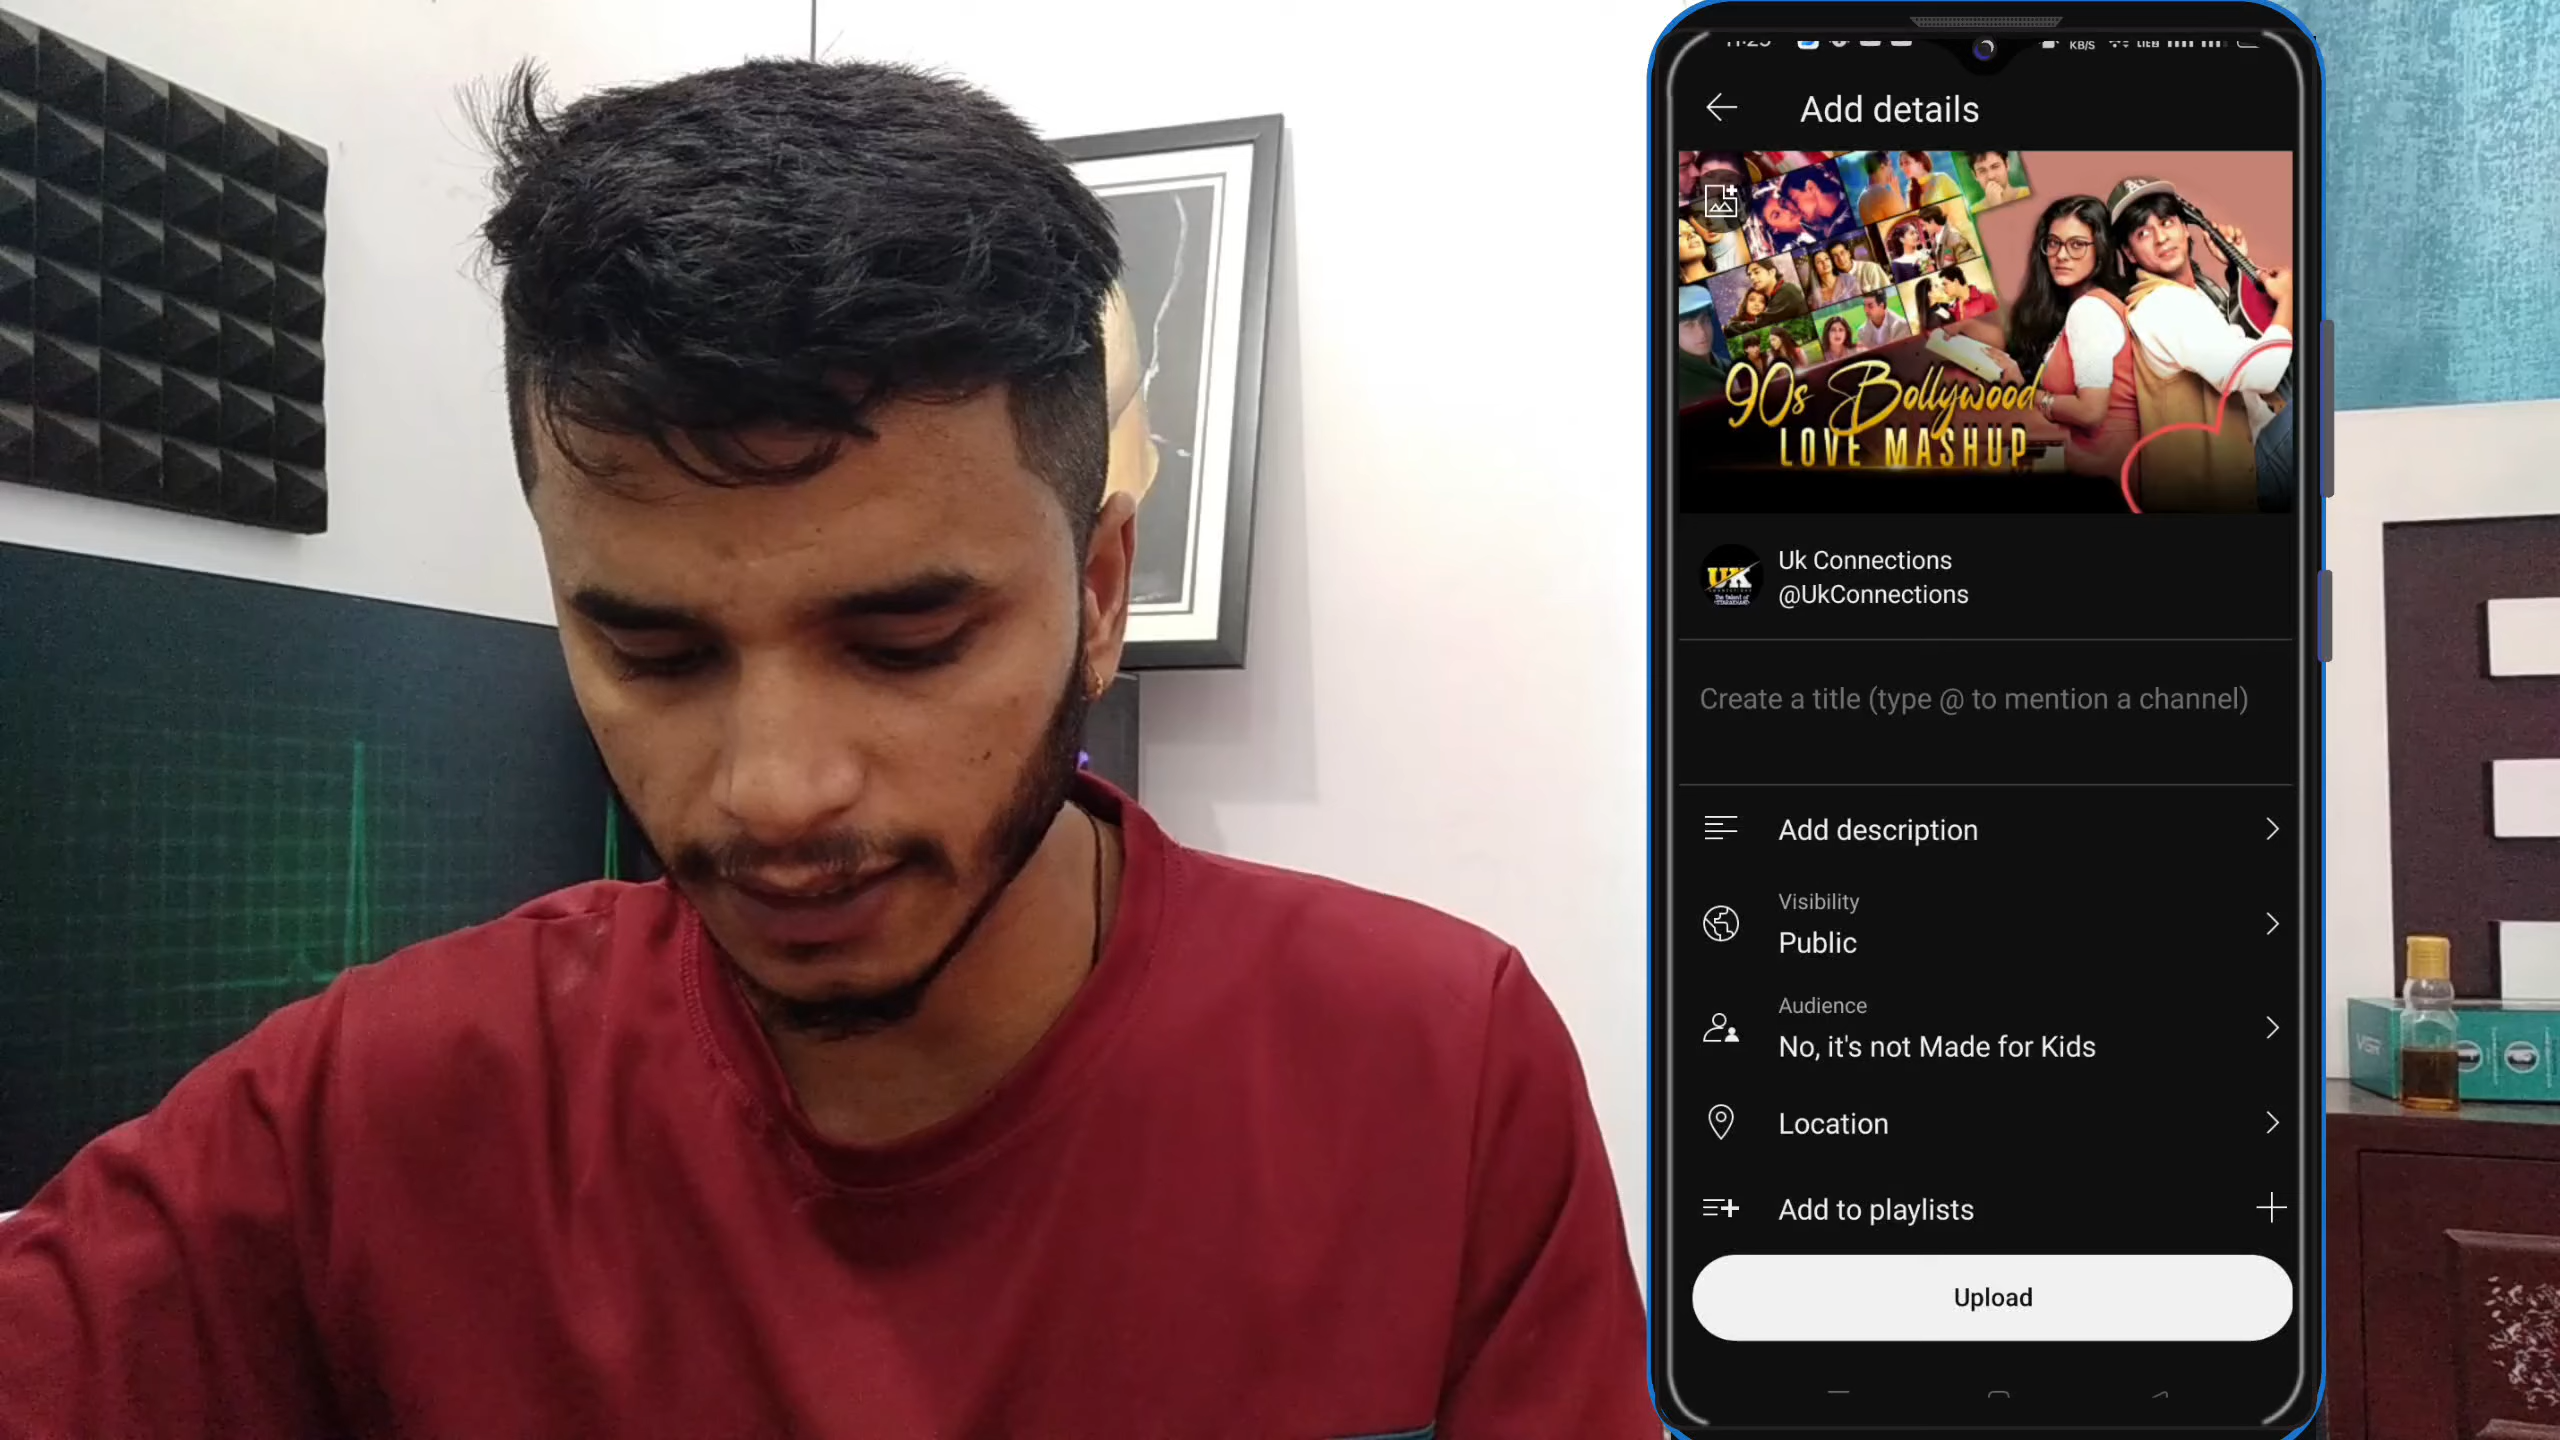 Add details
90s Bollywood
LOVE MASHUP
UK
Uk Connections
@UkConnections
Create a title (type @ to mention a channel)
Add description
Visibility
Public
Audience
No, it's not Made for Kids
Location
Add to playlists
Upload